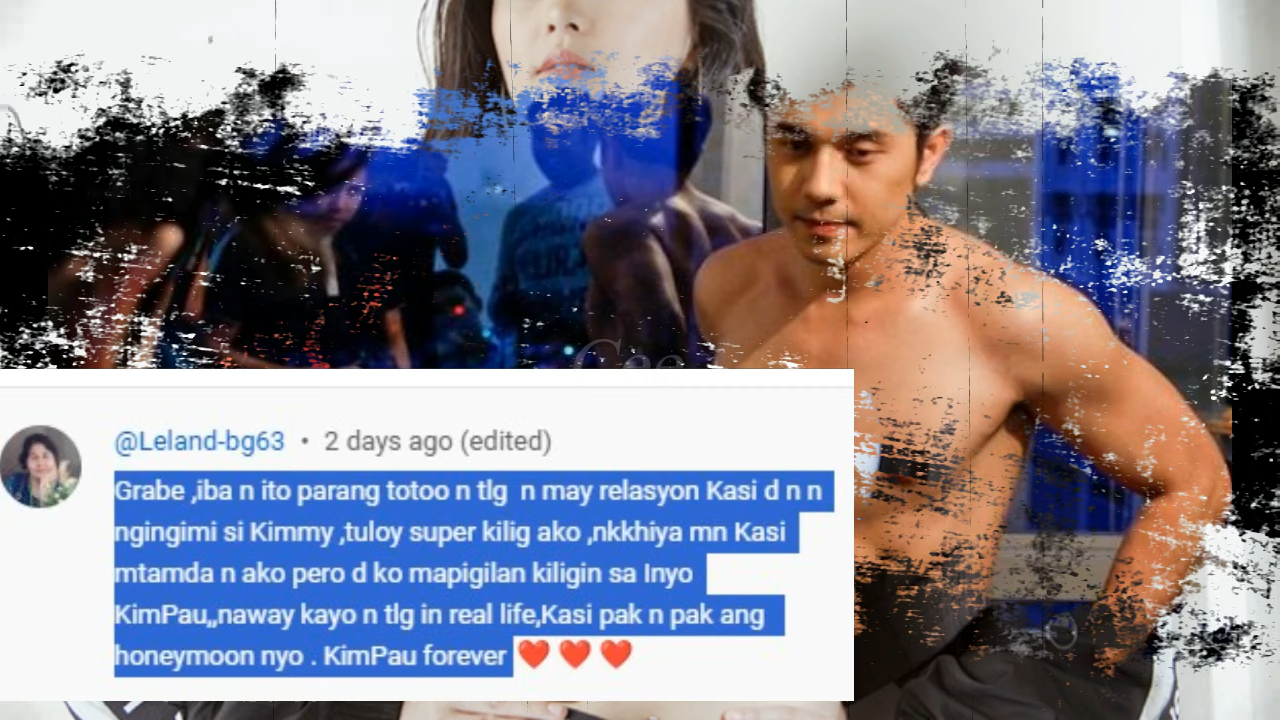 @Leland-bg63 • 2 days ago (edited)
Grabe ,iba n ito parang totoo n tlg n may relasyon Kasi d n n
ngingimi si Kimmy ,tuloy super kilig ako ,nkkhiya mn Kasi
mtamda n ako pero d ko mapigilan kiligin sa Inyo
KimPau,,naway kayo n tlg in real life,Kasi pak n pak ang
honeymoon nyo . KimPau forever ❤️ ❤️ ❤️